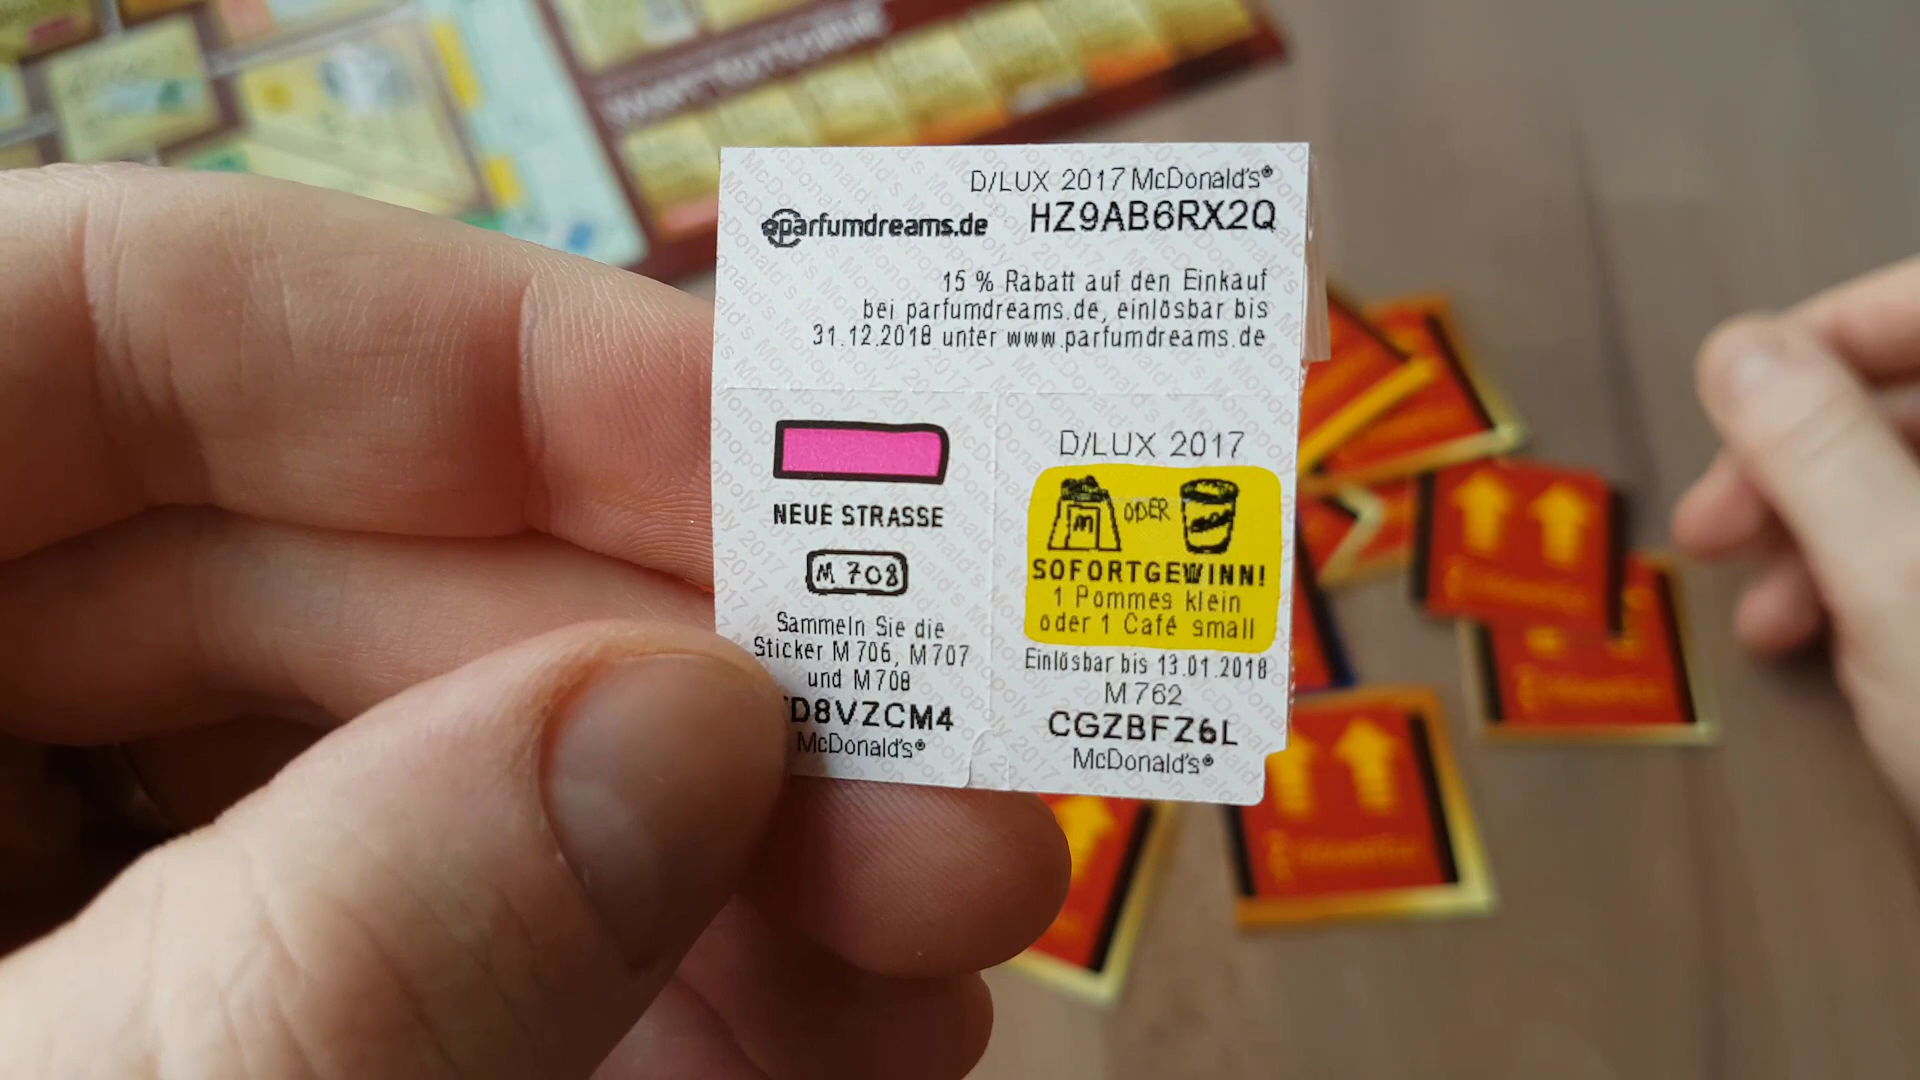 D/LUX 2017 McDonald's®
parfumdreams.de HZ9AB6RX2Q
15 % Rabatt auf den Einkauf
bei parfumdreams.de, einlösbar bis
31.12.2018 unter www.parfumdreams.de
NEUE STRASSE
M 708
Sammeln Sie die
Sticker M 706, M 707
und M 708
D8VZCM4
McDonald's®
D/LUX 2017
ODER
SOFORTGEWINN!
1 Pommes klein
oder 1 Café small
Einlösbar bis 13.01.2018
M 762
CGZBFZ6L
McDonald's®